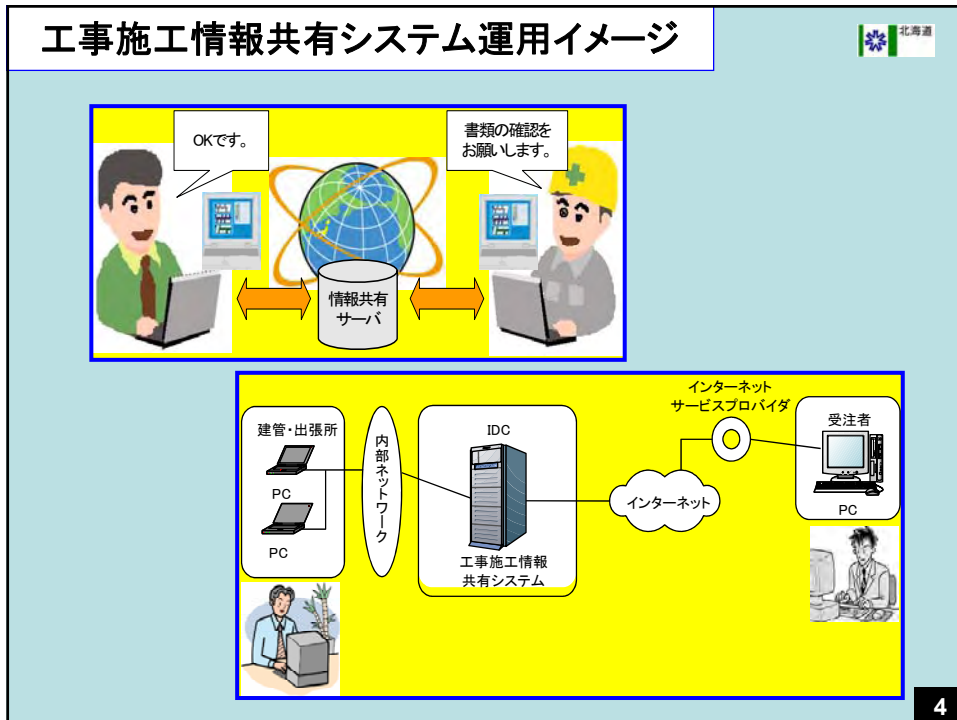 工事施工情報共有システム運用イメージ
北海道
OKです。
書類の確認を
お願いします。
情報共有
サーバ
インターネット
サービスプロバイダ
建管・出張所
PC
PC
内部ネットワーク
IDC
工事施工情報
共有システム
インターネット
受注者
PC
4